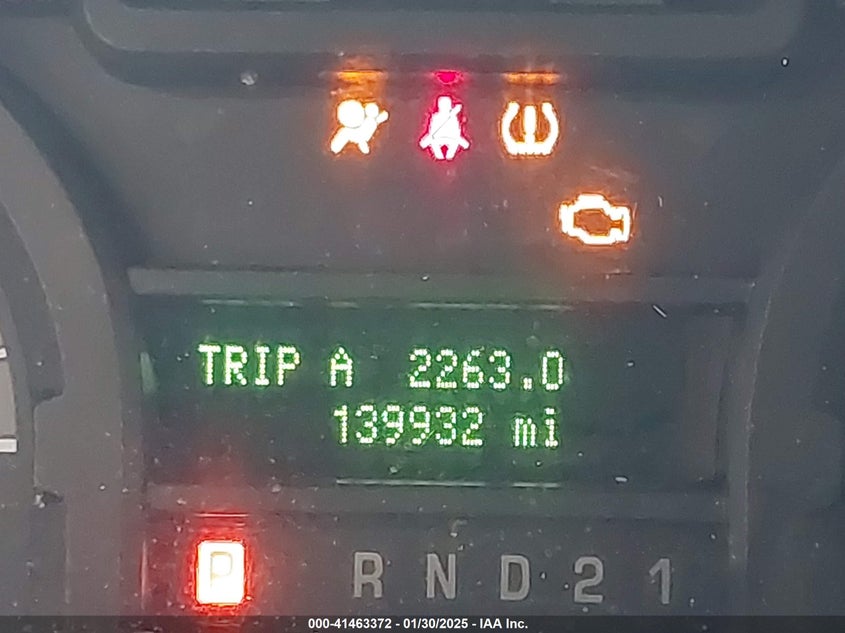 TRIP A 2263.0
139932 mi
P R N D 2 1
000-41463372 - 01/30/2025 - IAA Inc.